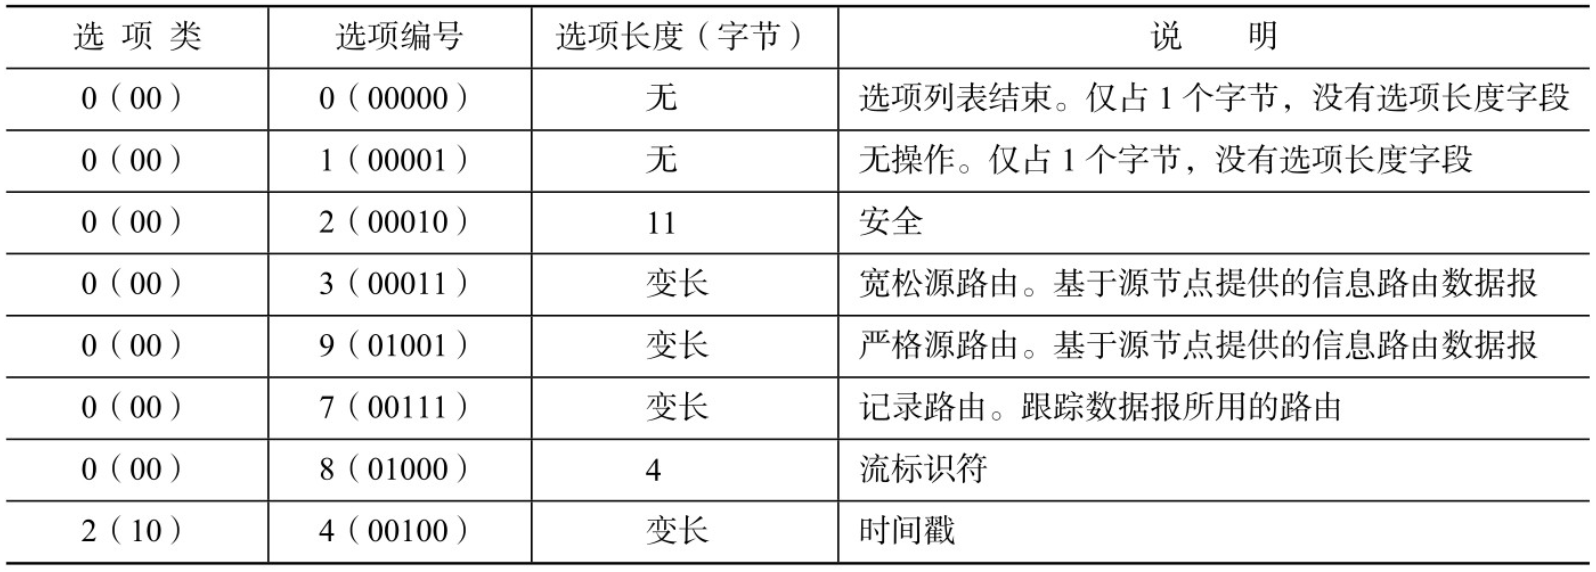 选 项 类 选项编号 选项长度（字节） 说 明
0（00） 0（00000） 无 选项列表结束。仅占 1 个字节，没有选项长度字段
0（00） 1（00001） 无 无操作。仅占 1 个字节，没有选项长度字段
0（00） 2（00010） 11 安全
0（00） 3（00011） 变长 宽松源路由。基于源节点提供的信息路由数据报
0（00） 9（01001） 变长 严格源路由。基于源节点提供的信息路由数据报
0（00） 7（00111） 变长 记录路由。跟踪数据报所用的路由
0（00） 8（01000） 4 流标识符
2（10） 4（00100） 变长 时间戳